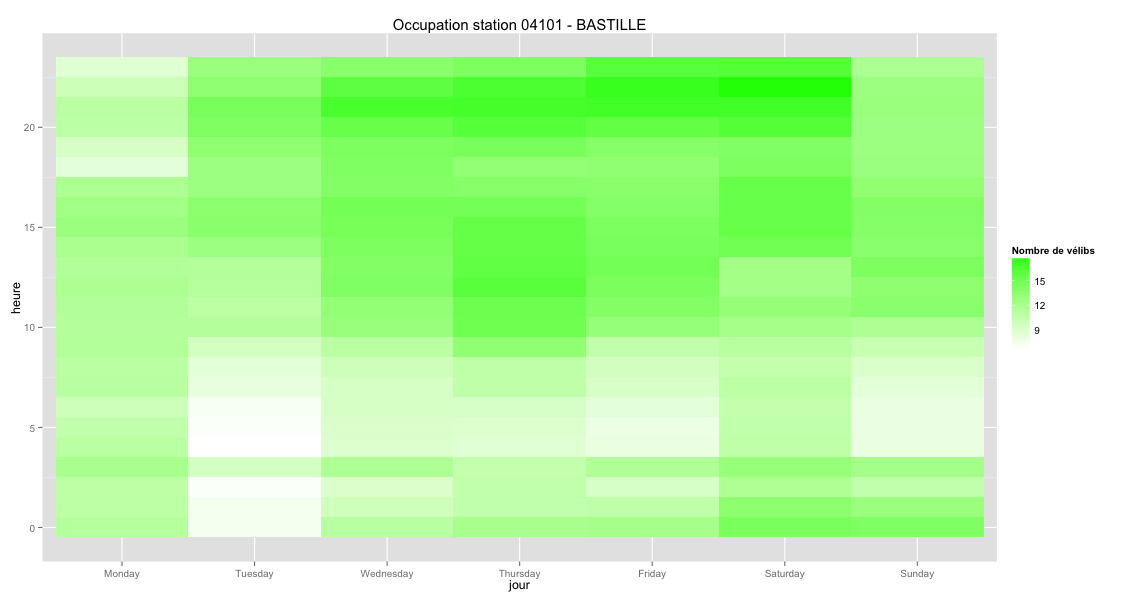 Occupation station 04101 - BASTILLE
heure
20
15
10
5
0
Monday Tuesday Wednesday Thursday Friday Saturday Sunday
jour
Nombre de vélibs
15
12
9